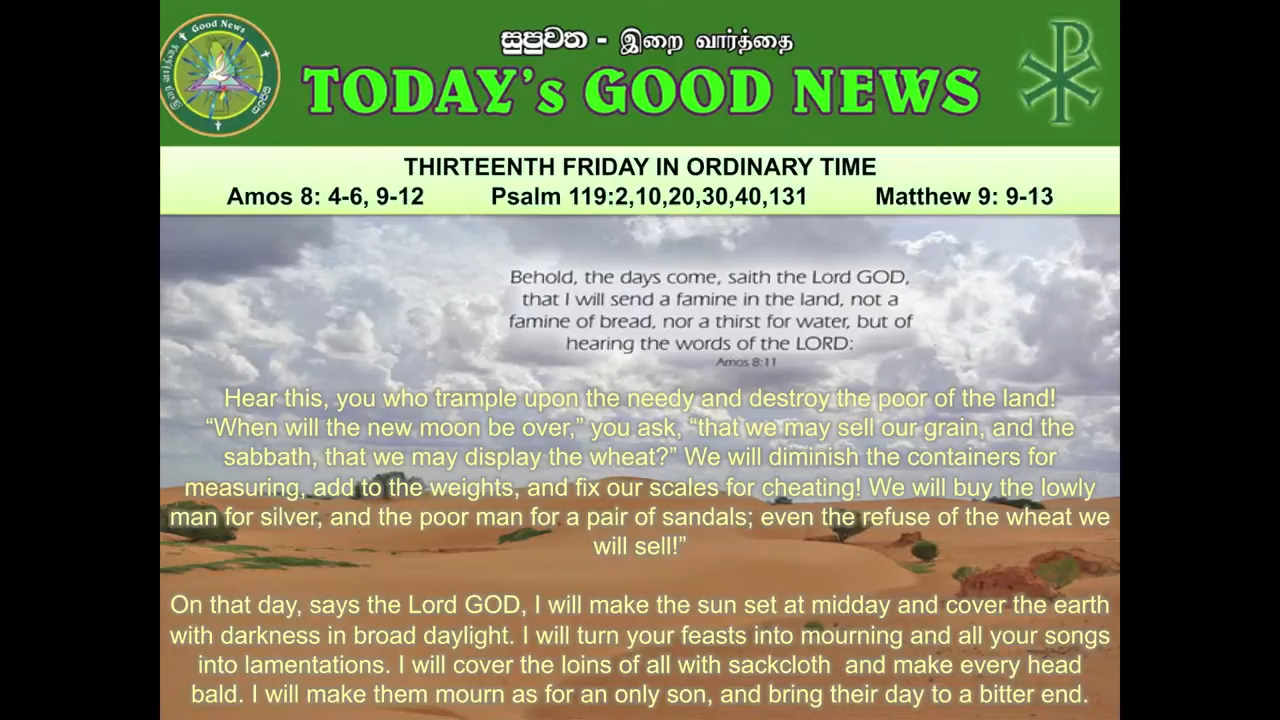 Good News
සුපුවත - இறை வார்த்தை
TODAY's GOOD NEWS
THIRTEENTH FRIDAY IN ORDINARY TIME
Amos 8: 4-6, 9-12 Psalm 119:2,10,20,30,40,131 Matthew 9: 9-13
Behold, the days come, saith the Lord GOD,
that I will send a famine in the land, not a
famine of bread, nor a thirst for water, but of
hearing the words of the LORD:
Amos 8:11
Hear this, you who trample upon the needy and destroy the poor of the land!
“When will the new moon be over,” you ask, “that we may sell our grain, and the
sabbath, that we may display the wheat?” We will diminish the containers for
measuring, add to the weights, and fix our scales for cheating! We will buy the lowly
man for silver, and the poor man for a pair of sandals; even the refuse of the wheat we
will sell!”
On that day, says the Lord GOD, I will make the sun set at midday and cover the earth
with darkness in broad daylight. I will turn your feasts into mourning and all your songs
into lamentations. I will cover the loins of all with sackcloth and make every head
bald. I will make them mourn as for an only son, and bring their day to a bitter end.